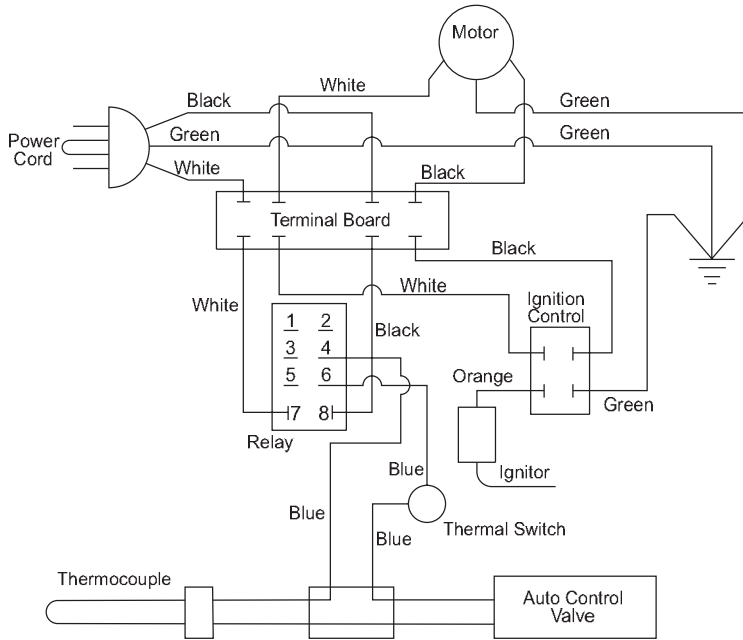 Motor
White
Black
Green
Power
Cord
Green
Green
White
Black
Terminal Board
Black
White
White
Ignition
Control
1 2
3 4
5 6
7 8
Black
Relay
Orange
Green
Ignitor
Blue
Blue
Thermal Switch
Blue
Thermocouple
Auto Control
Valve